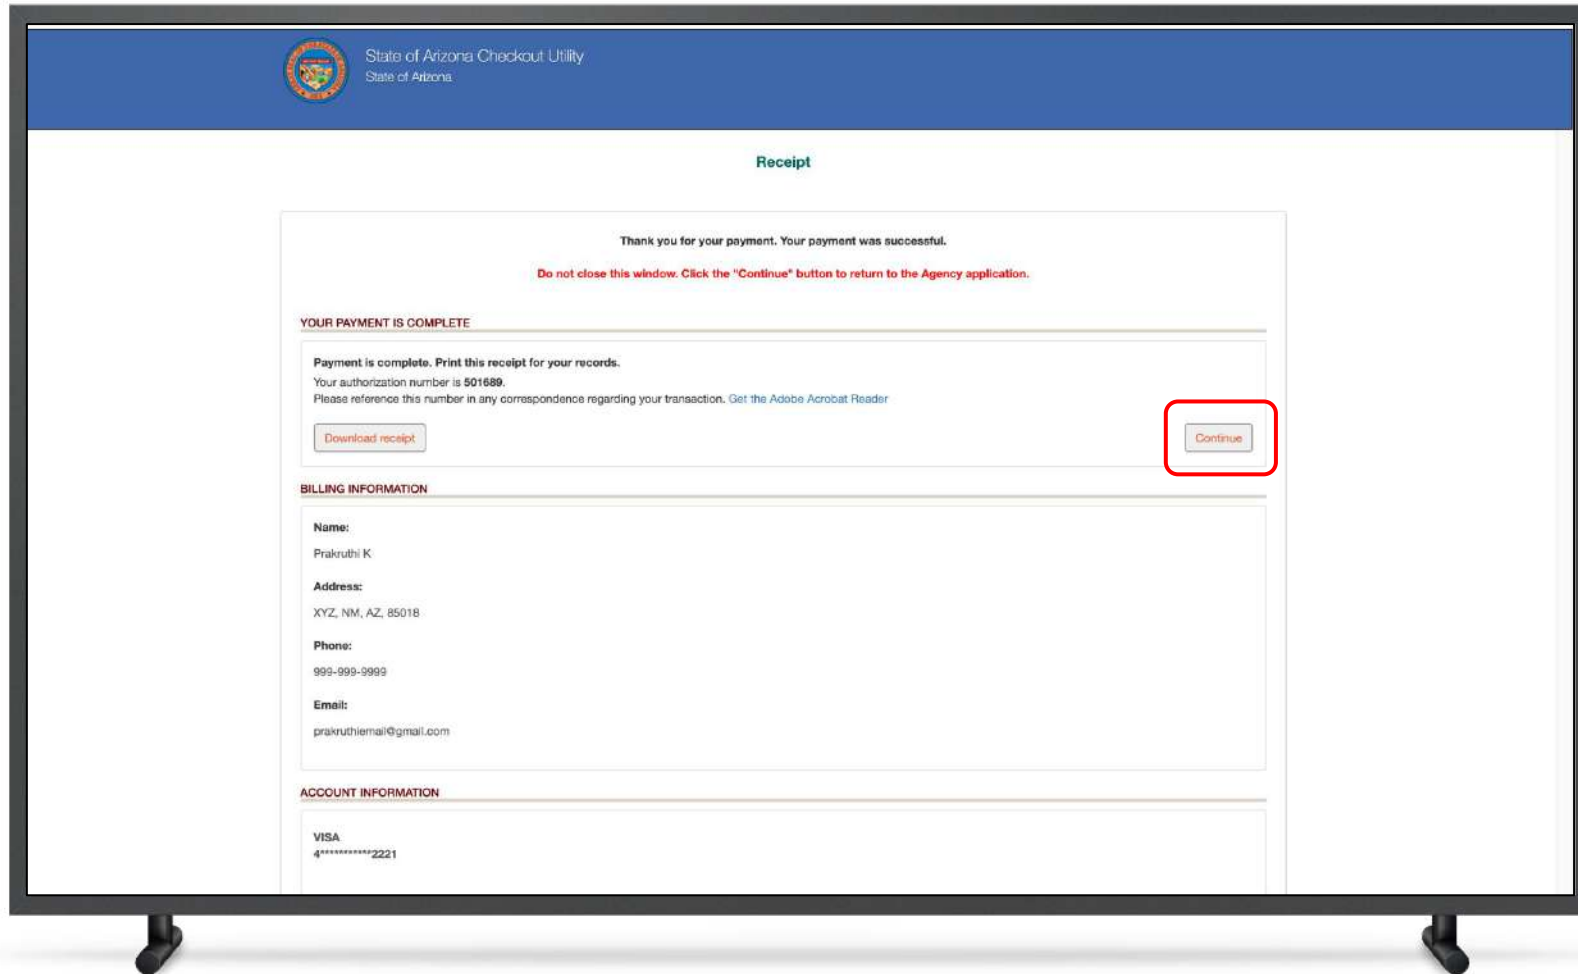 State of Arizona Checkout Utility
State of Arizona
Receipt
Thank you for your payment. Your payment was successful.
Do not close this window. Click the "Continue" button to return to the Agency application.
YOUR PAYMENT IS COMPLETE
Payment is complete. Print this receipt for your records.
Your authorization number is 501689.
Please reference this number in any correspondence regarding your transaction. Get the Adobe Acrobat Reader
Download receipt
Continue
BILLING INFORMATION
Name:
Prakruthi K
Address:
XYZ, NM, AZ, 85018
Phone:
999-999-9999
Email:
prakruthiemail@gmail.com
ACCOUNT INFORMATION
VISA
4***********2221